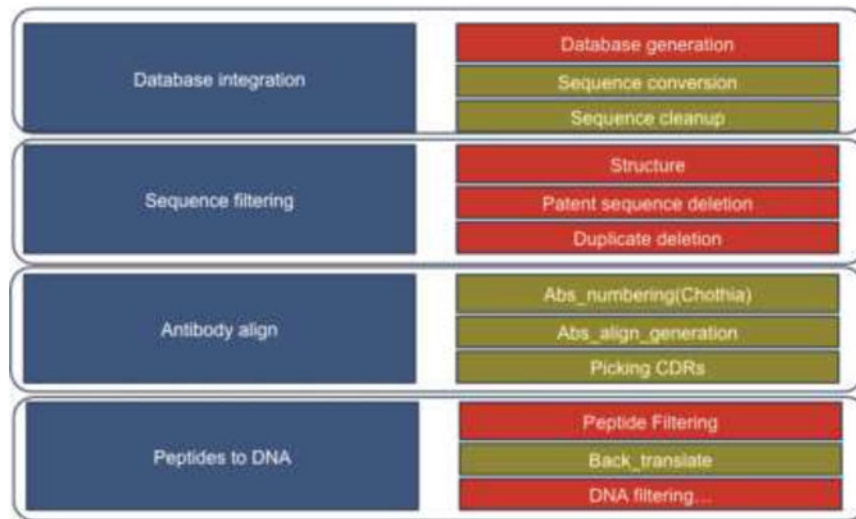 Database integration
Database generation
Sequence conversion
Sequence cleanup
Sequence filtering
Structure
Patent sequence deletion
Duplicate deletion
Antibody align
Abs_numbering(Chothia)
Abs_align_generation
Picking CDRs
Peptides to DNA
Peptide Filtering
Back_translate
DNA filtering...